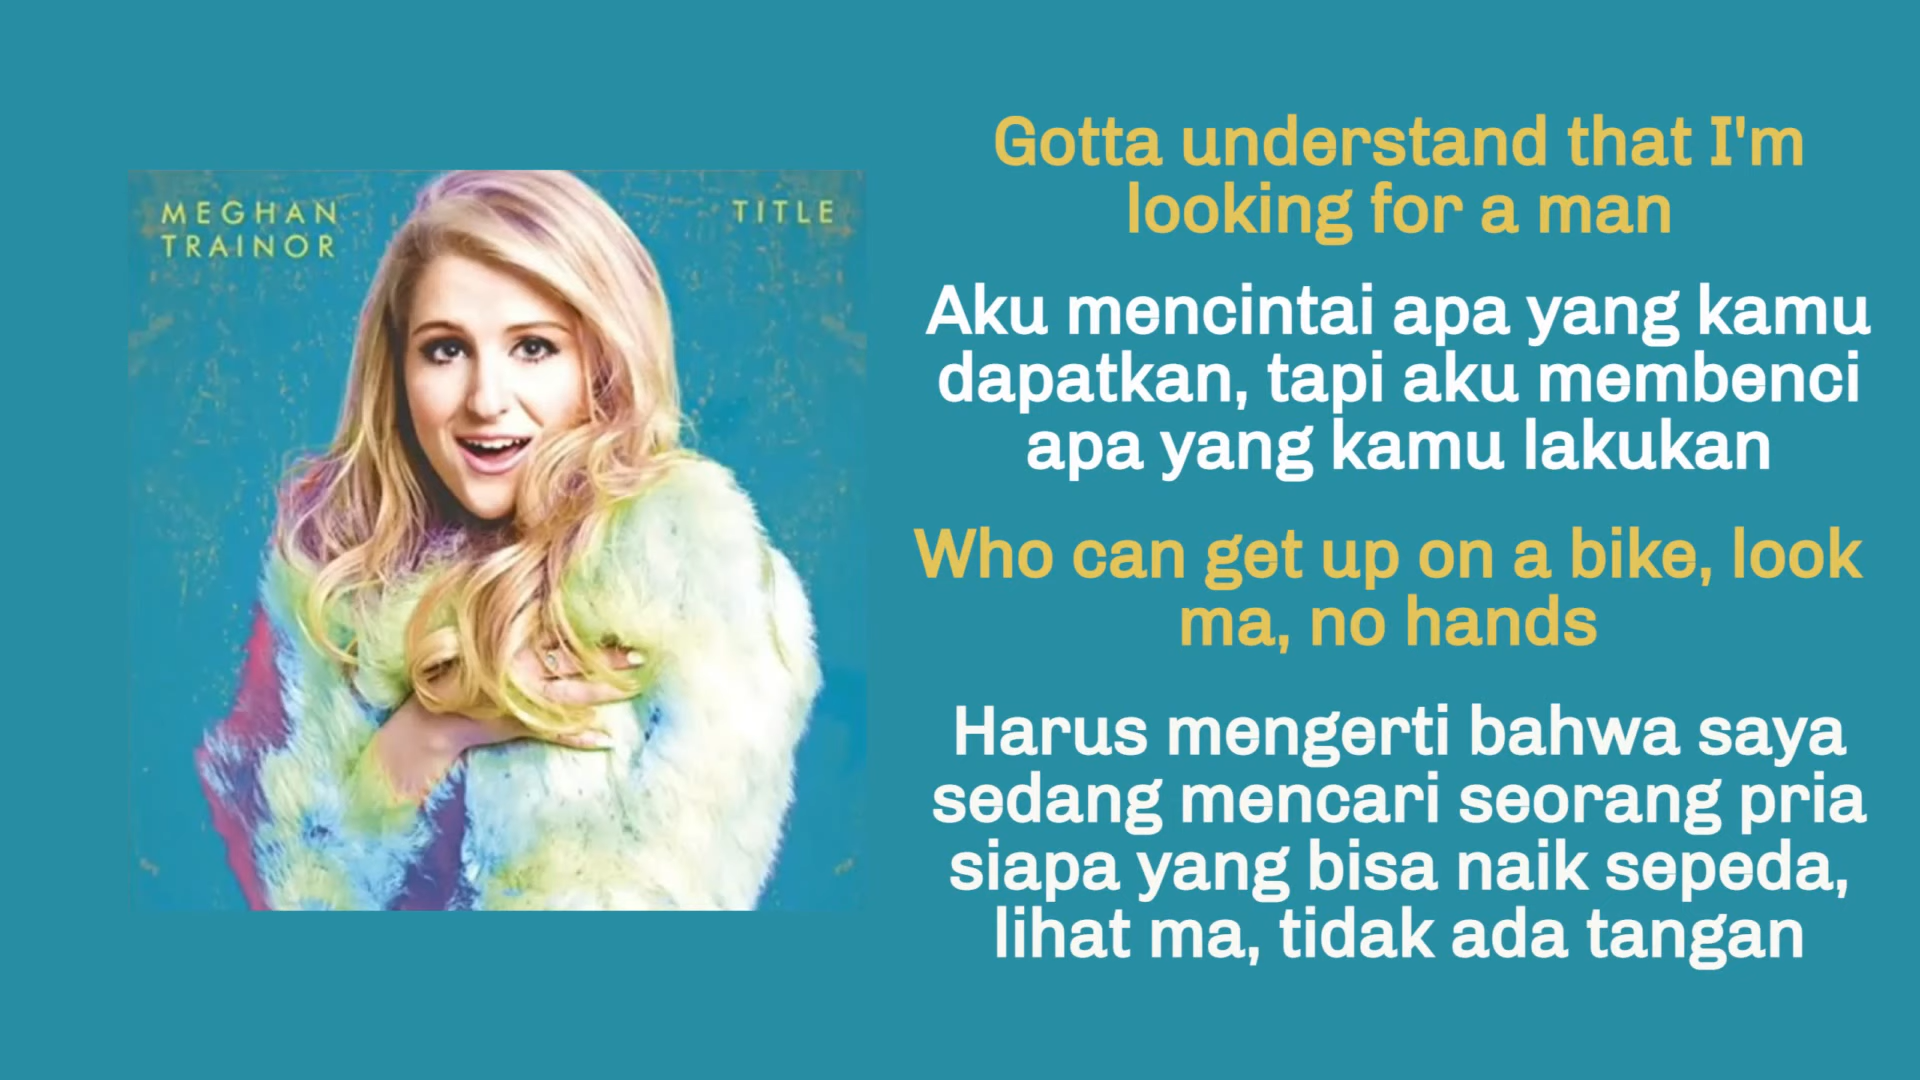 MEGHAN
TRAINOR
TITLE
Gotta understand that I'm
looking for a man
Aku mencintai apa yang kamu
dapatkan, tapi aku membenci
apa yang kamu lakukan
Who can get up on a bike, look
ma, no hands
Harus mengerti bahwa saya
sedang mencari seorang pria
siapa yang bisa naik sepeda,
lihat ma, tidak ada tangan